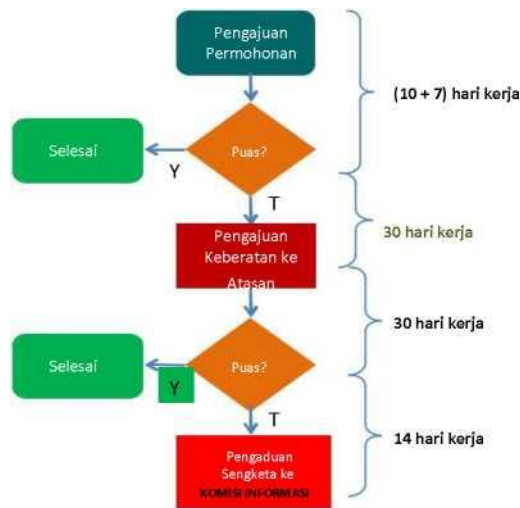 Pengajuan
Permohonan
(10 + 7) hari kerja
Selesai
Puas?
Y
T
30 hari kerja
Pengajuan
Keberatan ke
Atasan
30 hari kerja
Selesai
Puas?
Y
T
14 hari kerja
Pengaduan
Sengketa ke
KOMISI INFORMASI